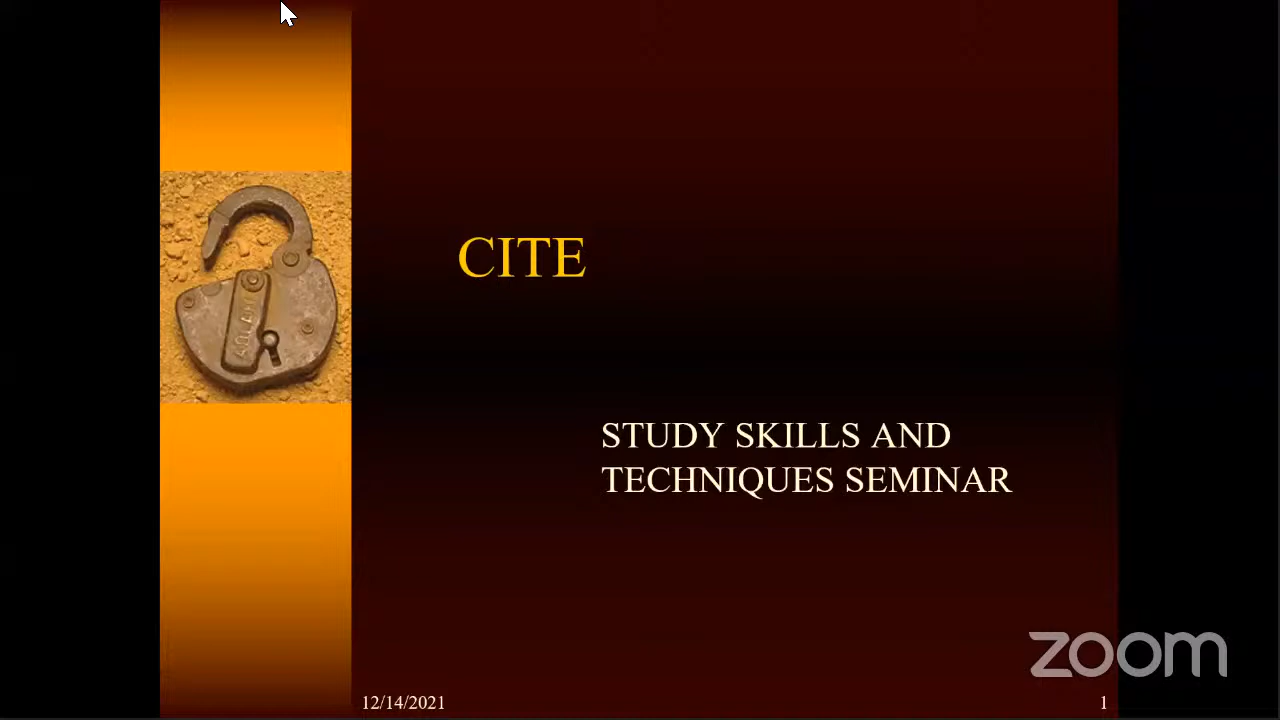 CITE
STUDY SKILLS AND
TECHNIQUES SEMINAR
zoom
12/14/2021
1